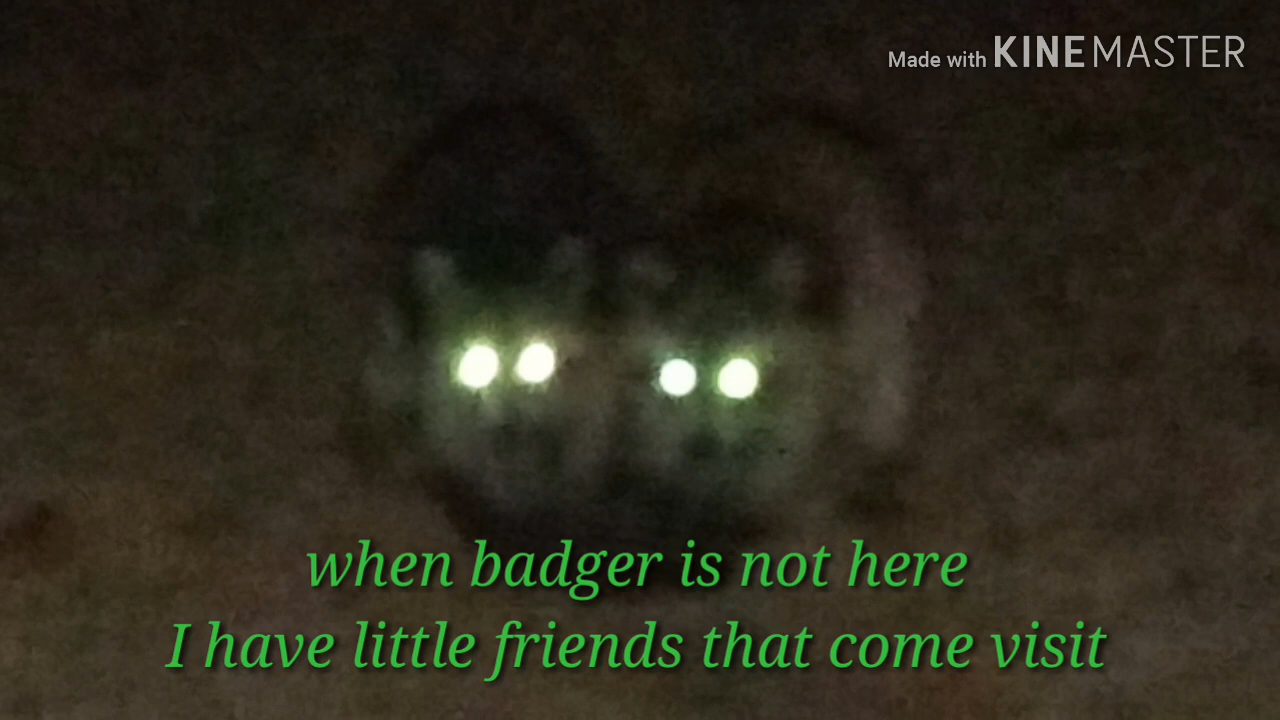 Made with KINEMASTER
when badger is not here
I have little friends that come visit